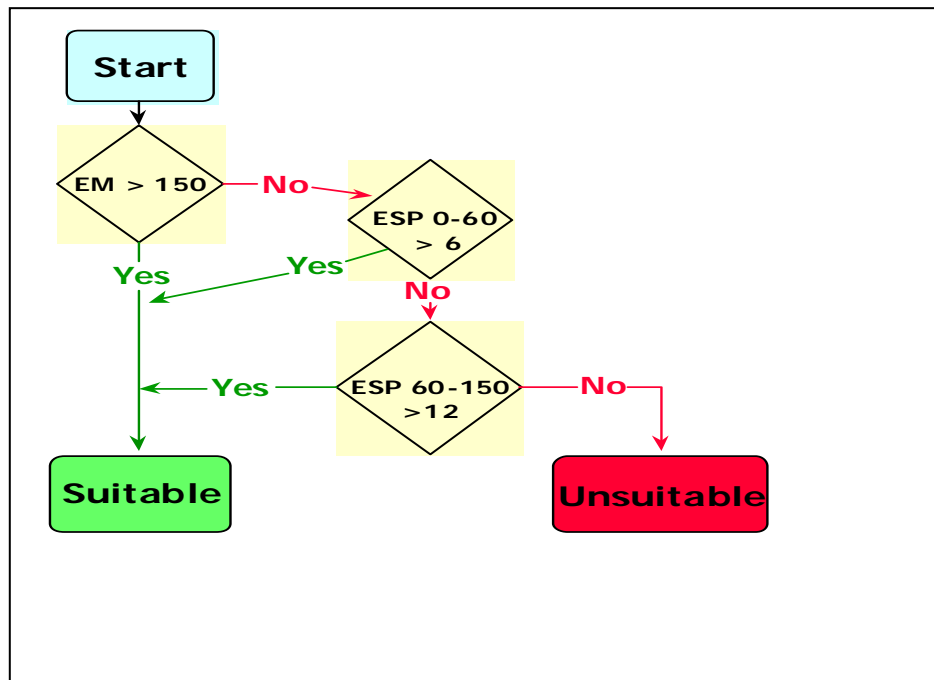 Start
EM > 150
No
ESP 0-60
> 6
Yes
Yes
No
ESP 60-150
>12
Yes
No
Suitable
Unsuitable